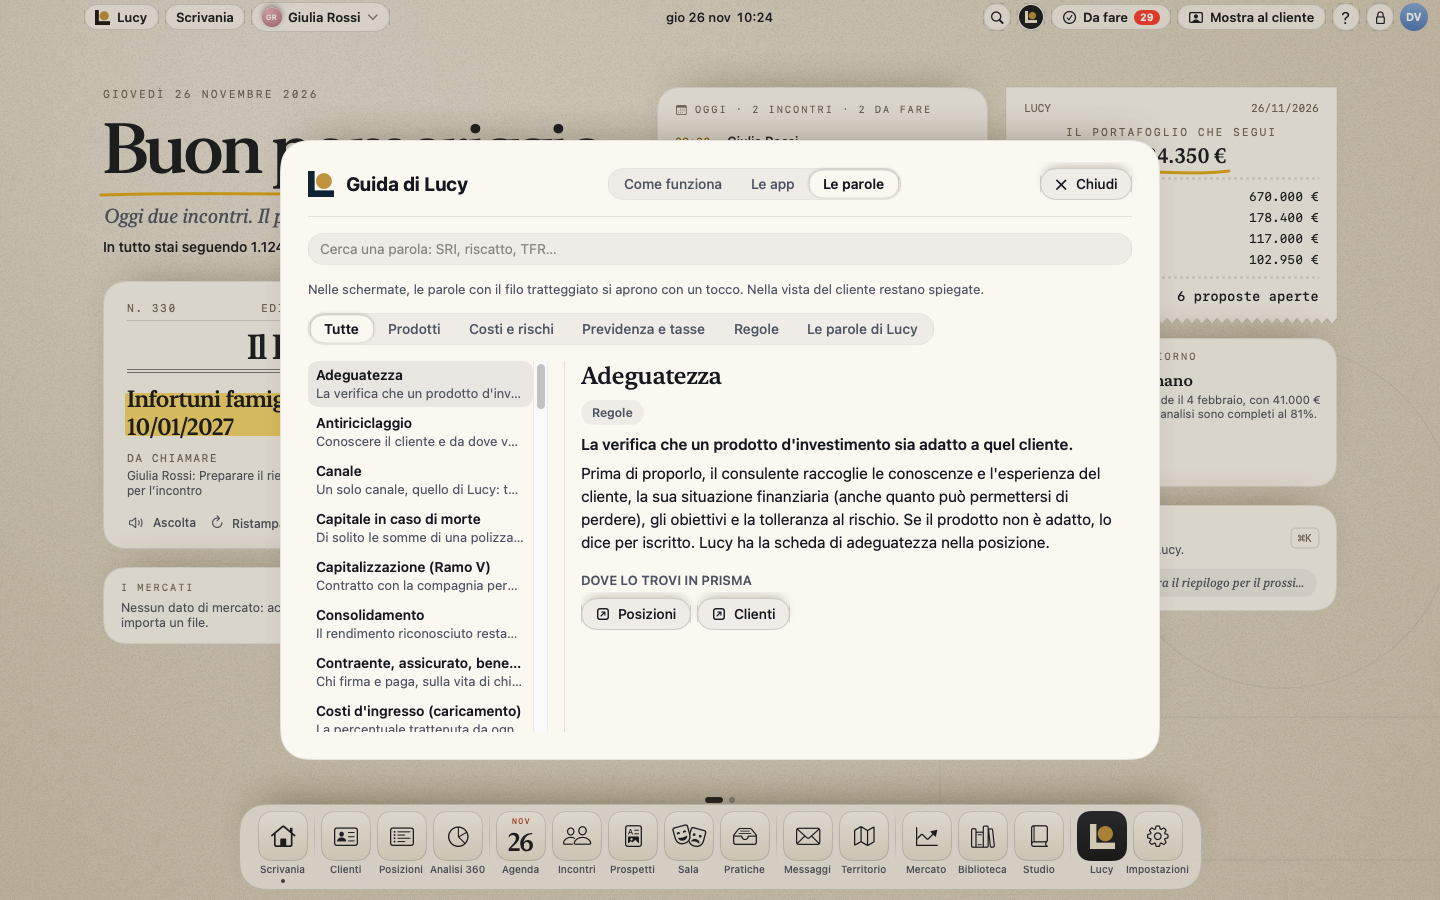 Lucy
Scrivania
GR Giulia Rossi
gio 26 nov 10:24
Da fare 29
Mostra al cliente
?
DV
GIOVEDÌ 26 NOVEMBRE 2026
Buon pomeriggio
Oggi due incontri. Il p
In tutto stai seguendo 1.124
OGGI · 2 INCONTRI · 2 DA FARE
Giulia Rossi
LUCY 26/11/2026
IL PORTAFOGLIO CHE SEGUI
4.350 €
670.000 €
178.400 €
117.000 €
102.950 €
6 proposte aperte
N. 330 EDI
Il
Infortuni famig
10/01/2027
DA CHIAMARE
Giulia Rossi: Preparare il rie
per l'incontro
Ascolta
Ristampa
I MERCATI
Nessun dato di mercato: ac
importa un file.
IORNO
nano
de il 4 febbraio, con 41.000 €
analisi sono completi al 81%.
ucy.
⌘K
ra il riepilogo per il prossi...
Guida di Lucy
Come funziona
Le app
Le parole
Chiudi
Cerca una parola: SRI, riscatto, TFR...
Nelle schermate, le parole con il filo tratteggiato si aprono con un tocco. Nella vista del cliente restano spiegate.
Tutte
Prodotti
Costi e rischi
Previdenza e tasse
Regole
Le parole di Lucy
Adeguatezza
La verifica che un prodotto d'inv...
Antiriciclaggio
Conoscere il cliente e da dove v...
Canale
Un solo canale, quello di Lucy: t...
Capitale in caso di morte
Di solito le somme di una polizza...
Capitalizzazione (Ramo V)
Contratto con la compagnia per...
Consolidamento
Il rendimento riconosciuto resta...
Contraente, assicurato, bene...
Chi firma e paga, sulla vita di chi...
Costi d'ingresso (caricamento)
La percentuale trattenuta da ogn
Adeguatezza
Regole
La verifica che un prodotto d'investimento sia adatto a quel cliente.
Prima di proporlo, il consulente raccoglie le conoscenze e l'esperienza del
cliente, la sua situazione finanziaria (anche quanto può permettersi di
perdere), gli obiettivi e la tolleranza al rischio. Se il prodotto non è adatto, lo
dice per iscritto. Lucy ha la scheda di adeguatezza nella posizione.
DOVE LO TROVI IN PRISMA
Posizioni
Clienti
NOV
26
Scrivania
Clienti
Posizioni
Analisi 360
Agenda
Incontri
Prospetti
Sala
Pratiche
Messaggi
Territorio
Mercato
Biblioteca
Studio
Lucy
Impostazioni